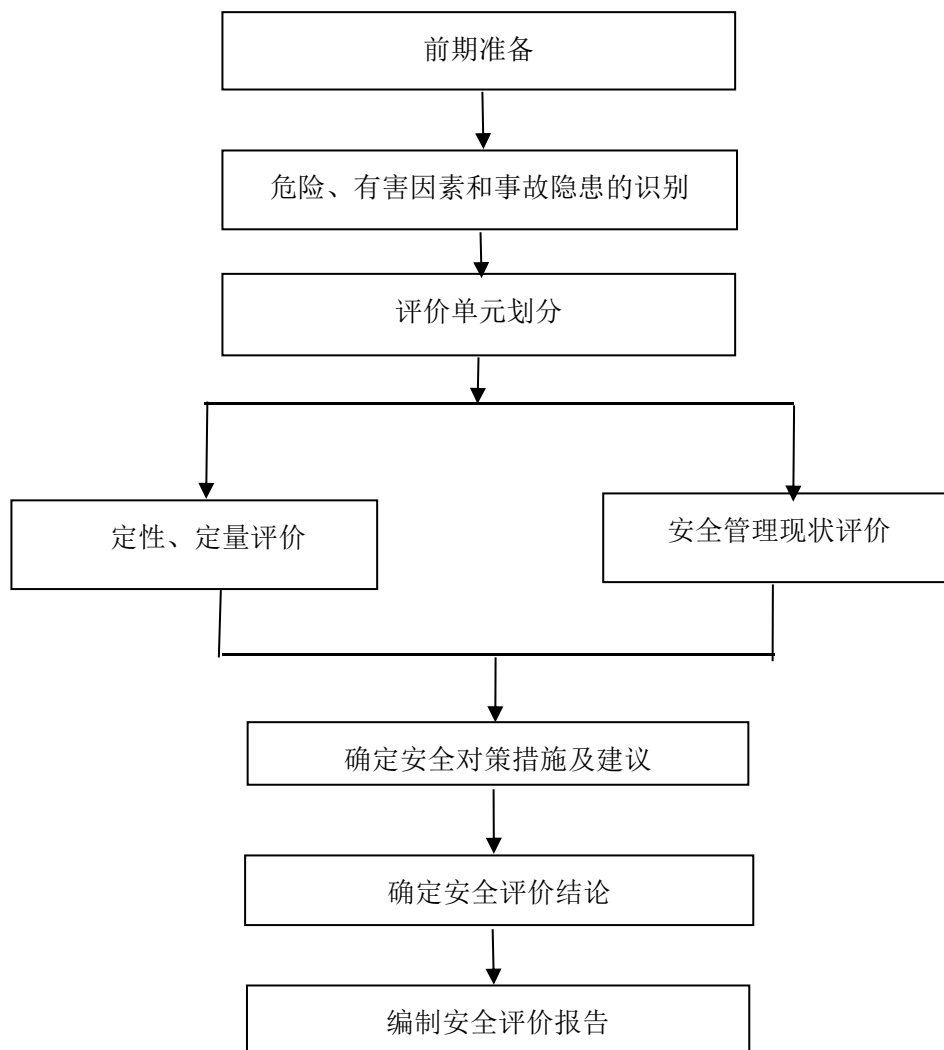 前期准备
危险、有害因素和事故隐患的识别
评价单元划分
定性、定量评价
安全管理现状评价
确定安全对策措施及建议
确定安全评价结论
编制安全评价报告